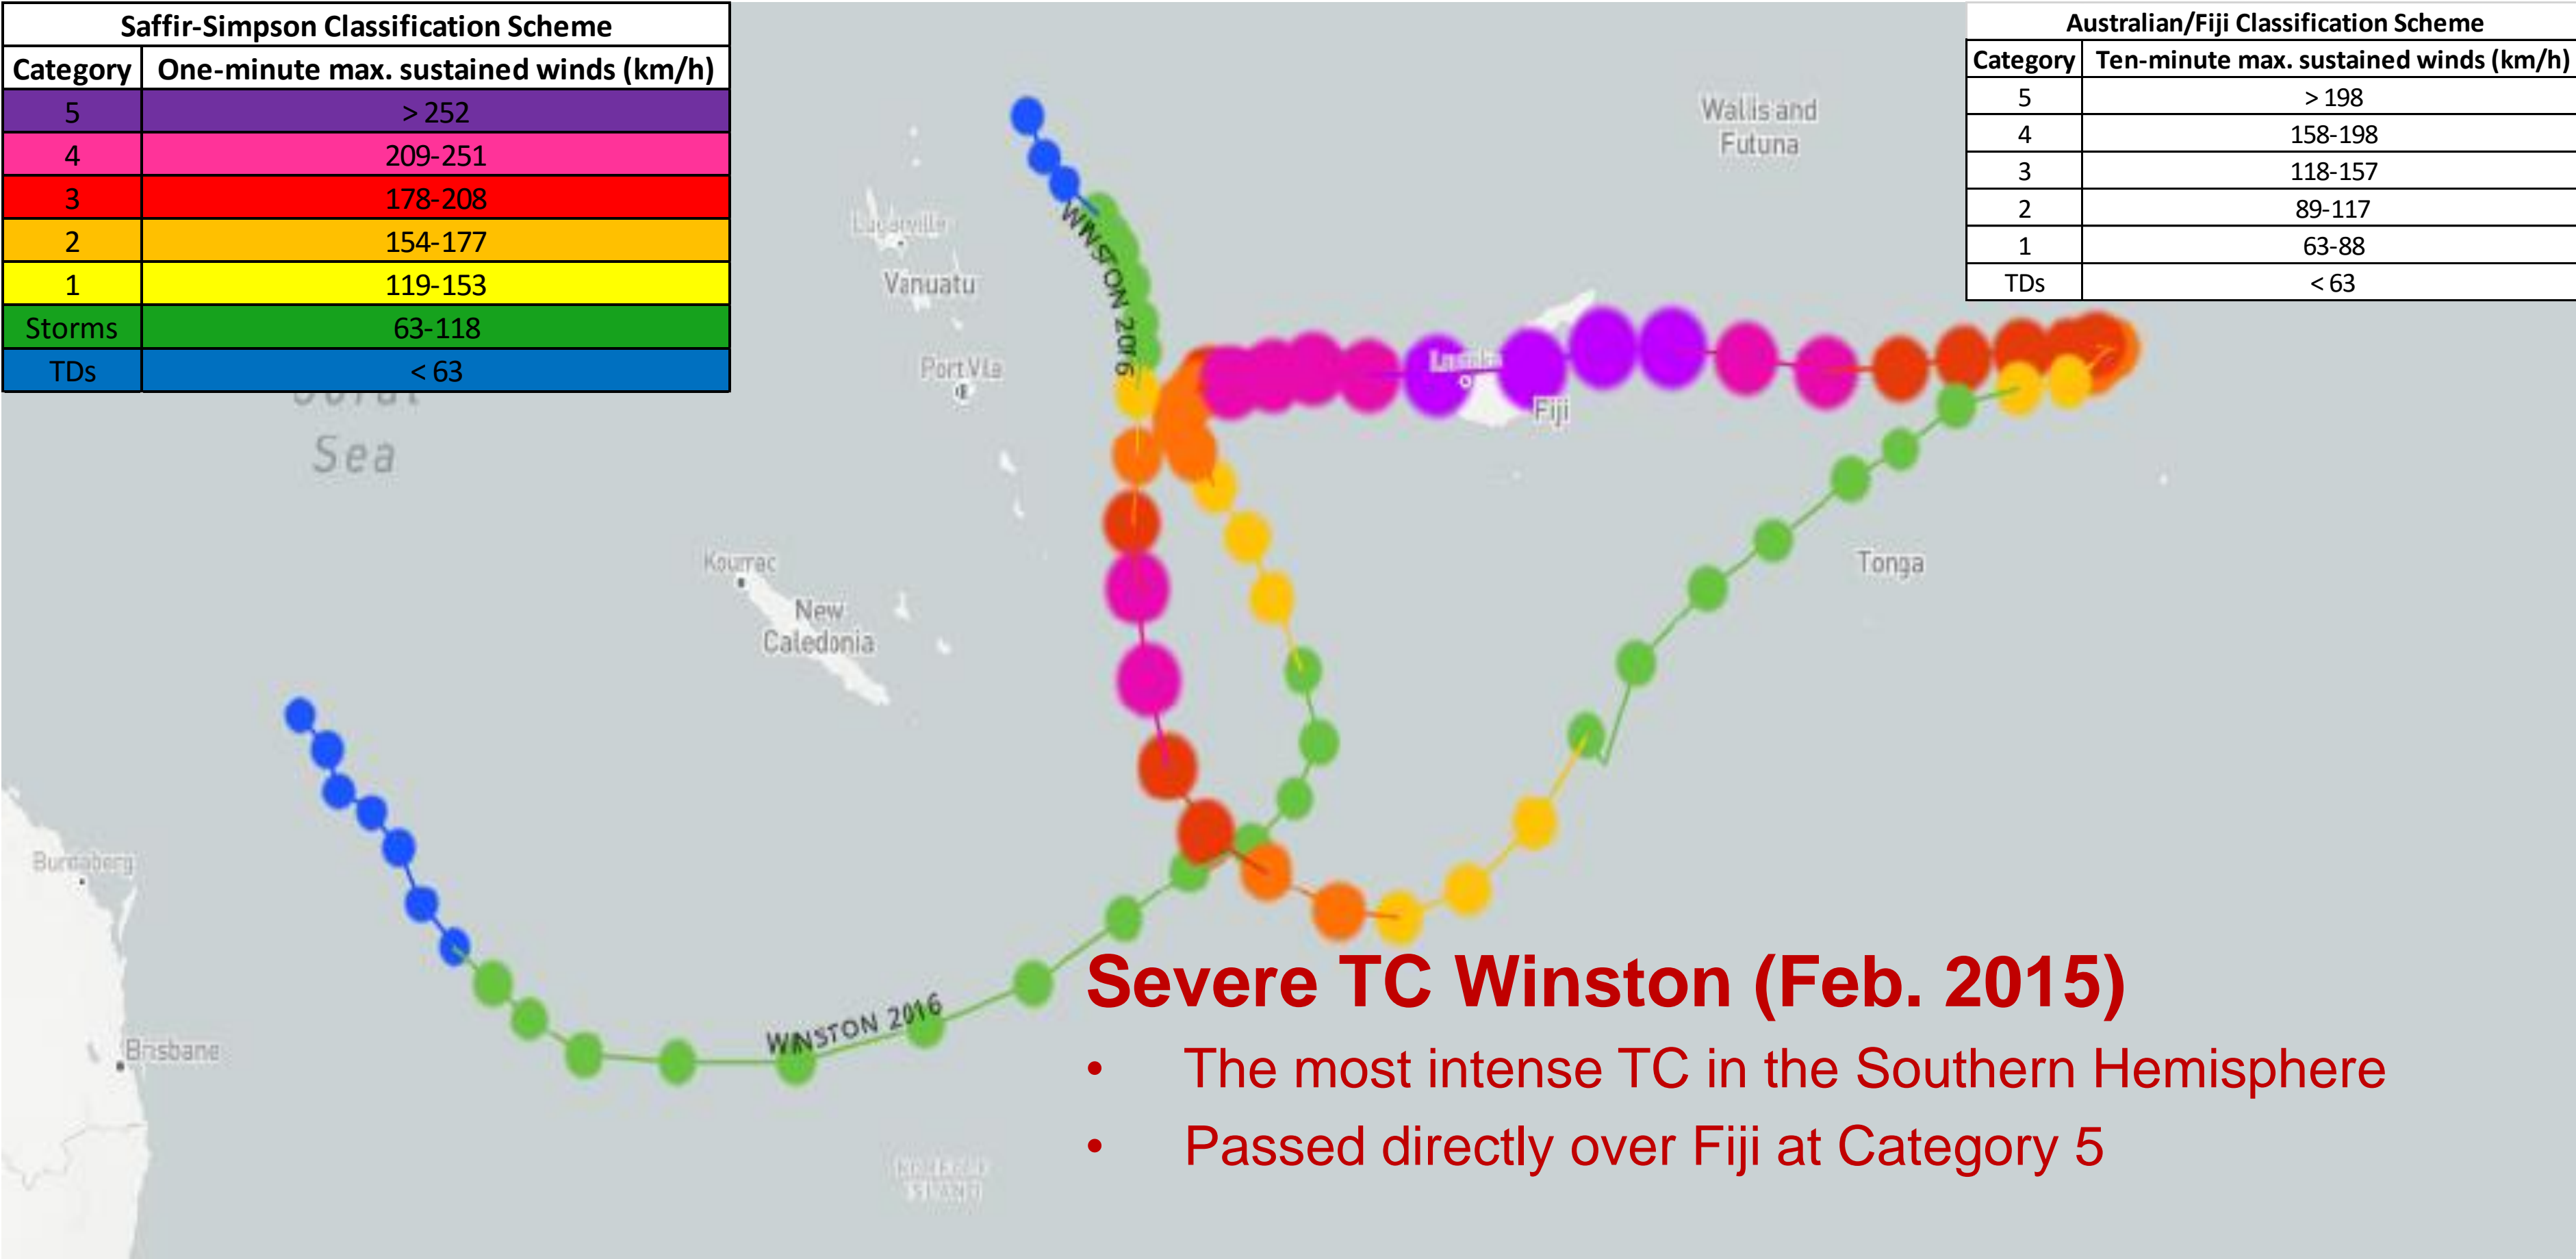 Saffir-Simpson Classification Scheme
Category One-minute max. sustained winds (km/h)
5 > 252
4 209-251
3 178-208
2 154-177
1 119-153
Storms 63-118
TDs < 63
Australian/Fiji Classification Scheme
Category Ten-minute max. sustained winds (km/h)
5 > 198
4 158-198
3 118-157
2 89-117
1 63-88
TDs < 63
Wallis and
Futuna
WINSTON 2016
Vanuatu
Port Vila
Fiji
Sea
New
Caledonia
Tonga
WINSTON 2016
Brisbane
Severe TC Winston (Feb. 2015)
• The most intense TC in the Southern Hemisphere
• Passed directly over Fiji at Category 5